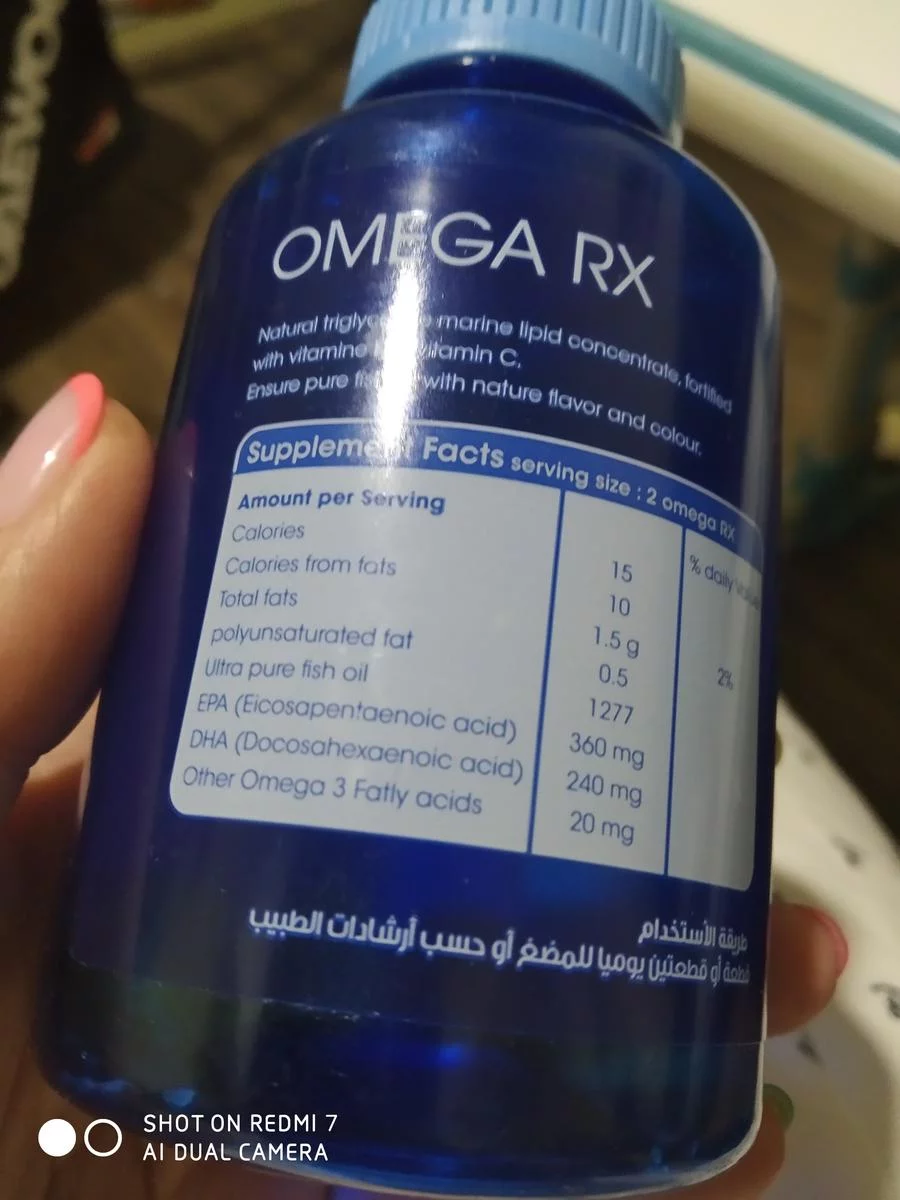 OMEGA RX
Natural marine lipid concentrate, fortified
with vitamine vitamin C.
Ensure pure with nature flavor and colour.
Supplement Facts serving size : 2 omega RX
Amount per Serving
% daily
Calories 15
Calories from fats 10
Total fats 1.5 g 2%
polyunsaturated fat 0.5
Ultra pure fish oil 1277
EPA (Eicosapentaenoic acid) 360 mg
DHA (Docosahexaenoic acid) 240 mg
Other Omega 3 Fatly acids 20 mg
طريقة الأستخدام
قطعة أو قطعتين يوميا للمضغ أو حسب أرشادات الطبيب
SHOT ON REDMI 7
AI DUAL CAMERA